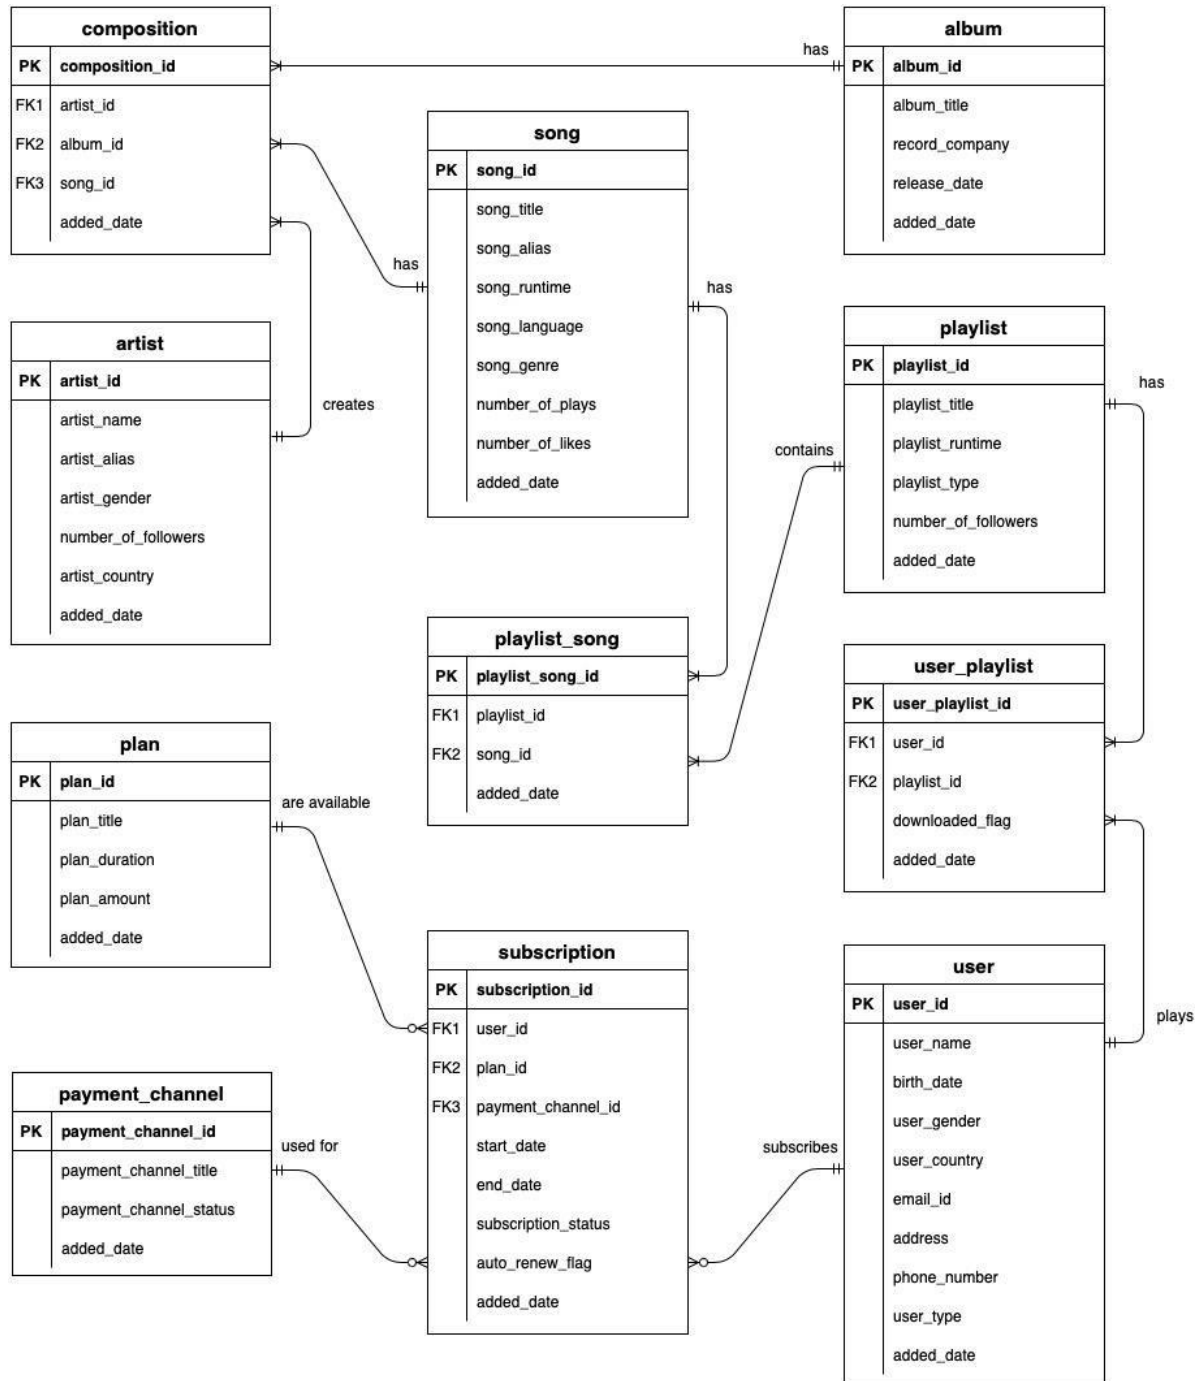 composition
PK composition_id
FK1 artist_id
FK2 album_id
FK3 song_id
added_date
has
album
PK album_id
album_title
record_company
release_date
added_date
song
PK song_id
song_title
song_alias
song_runtime
song_language
song_genre
number_of_plays
number_of_likes
added_date
has
has
artist
PK artist_id
artist_name
artist_alias
artist_gender
number_of_followers
artist_country
added_date
creates
playlist
PK playlist_id
playlist_title
playlist_runtime
playlist_type
number_of_followers
added_date
has
contains
playlist_song
PK playlist_song_id
FK1 playlist_id
FK2 song_id
added_date
user_playlist
PK user_playlist_id
FK1 user_id
FK2 playlist_id
downloaded_flag
added_date
plan
PK plan_id
plan_title
plan_duration
plan_amount
added_date
are available
subscription
PK subscription_id
FK1 user_id
FK2 plan_id
FK3 payment_channel_id
start_date
end_date
subscription_status
auto_renew_flag
added_date
user
PK user_id
user_name
birth_date
user_gender
user_country
email_id
address
phone_number
user_type
added_date
plays
subscribes
payment_channel
PK payment_channel_id
payment_channel_title
payment_channel_status
added_date
used for